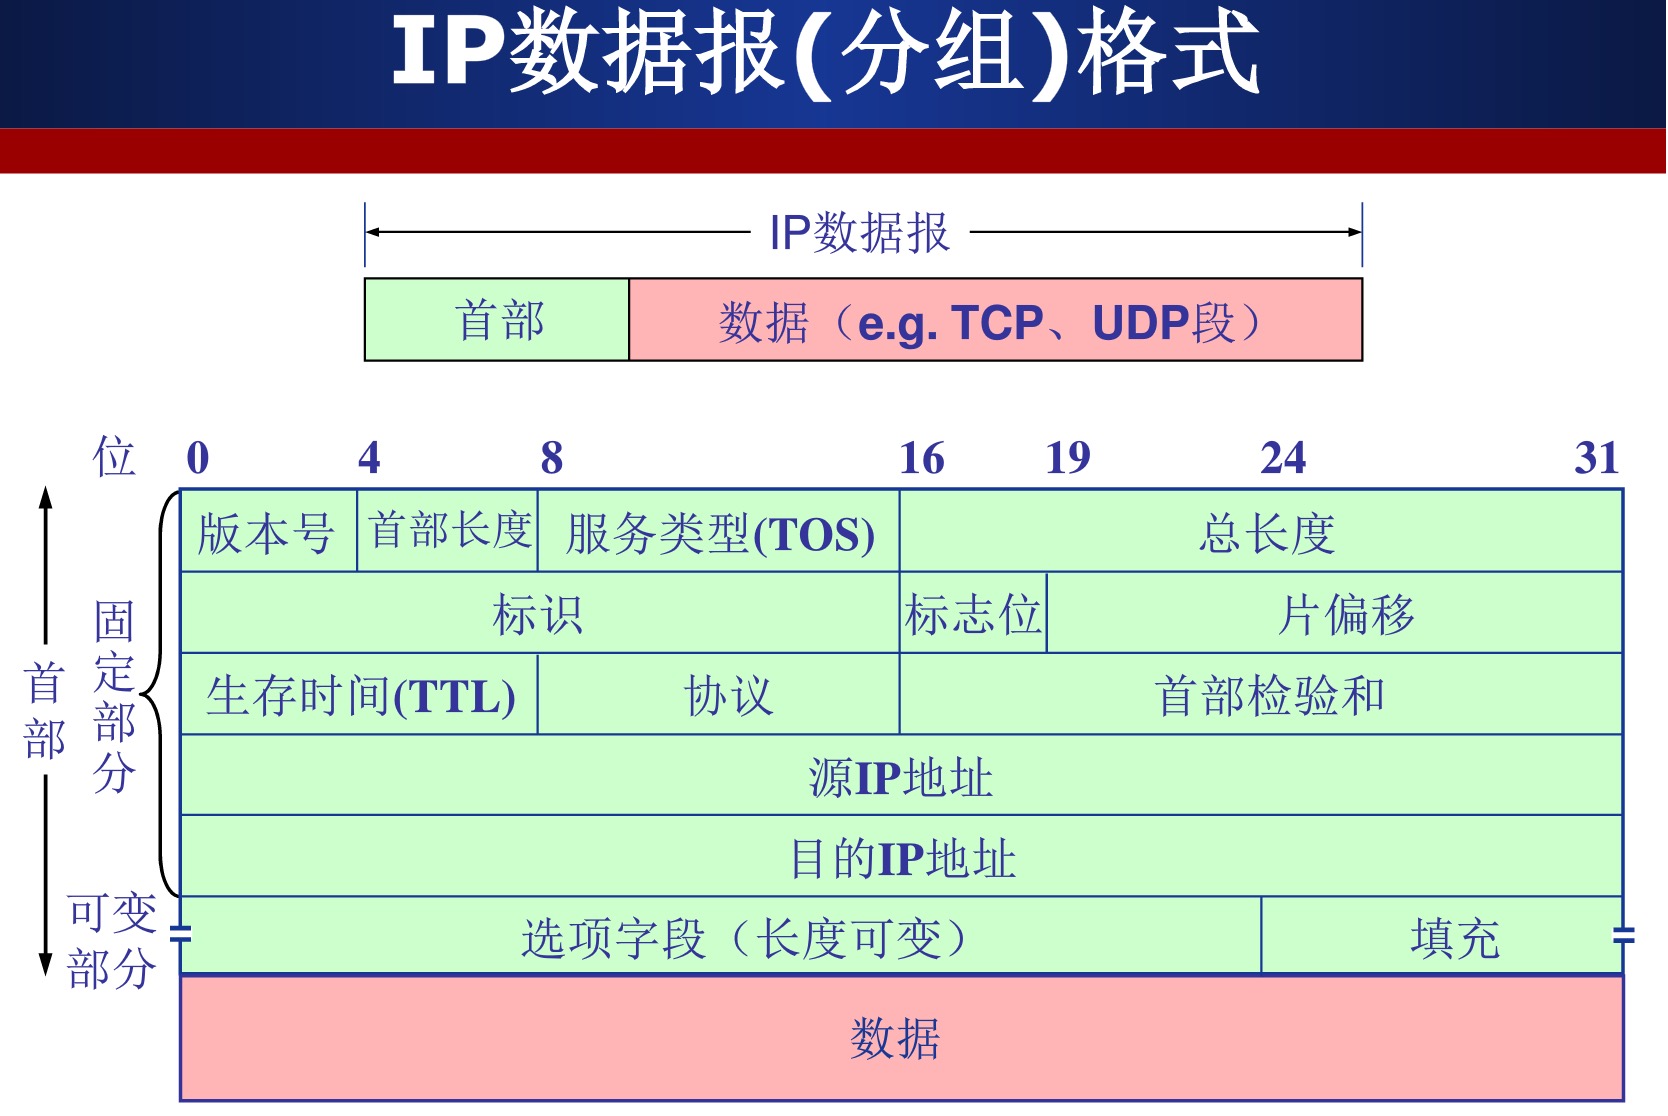 IP数据报(分组)格式
IP数据报
首部 数据（e.g. TCP、UDP段）
位 0 4 8 16 19 24 31
版本号 首部长度 服务类型(TOS) 总长度
标识 标志位 片偏移
生存时间(TTL) 协议 首部检验和
源IP地址
目的IP地址
选项字段（长度可变） 填充
数据
首部
固定部分
可变
部分